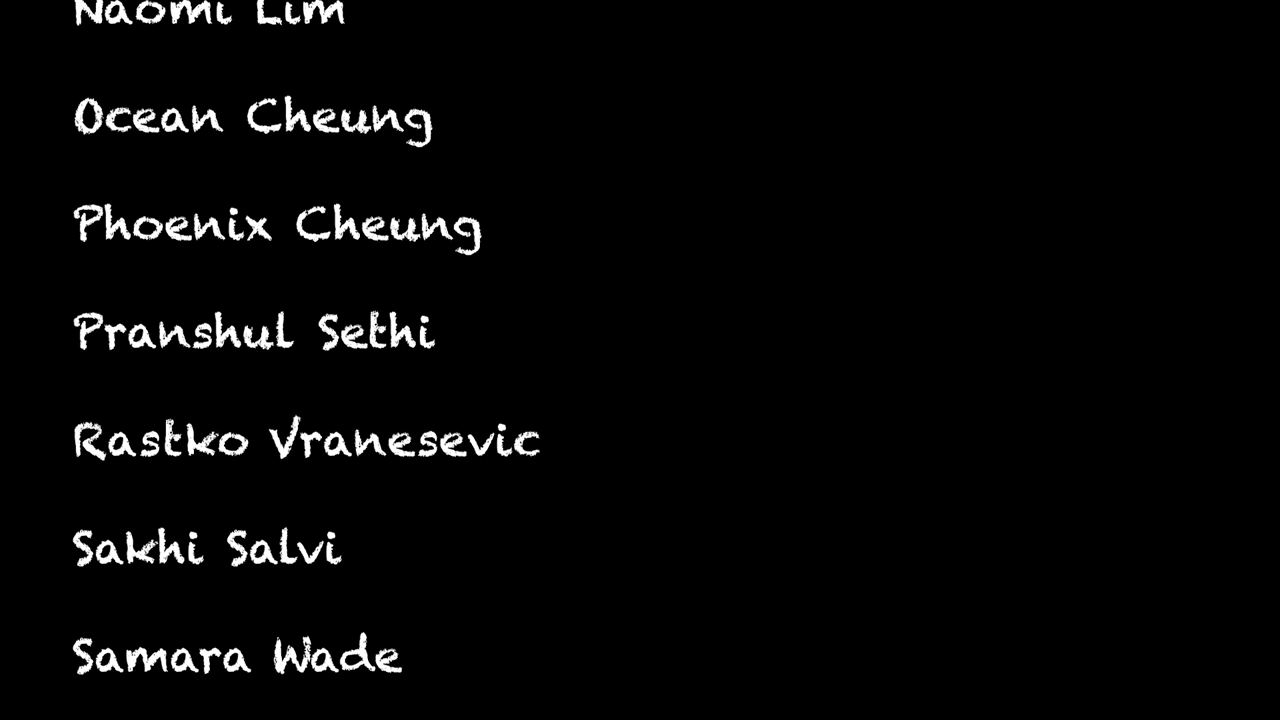 Naomi Lim
Ocean Cheung
Phoenix Cheung
Pranshul Sethi
Rastko Vranesevic
Sakhi Salvi
Samara Wade